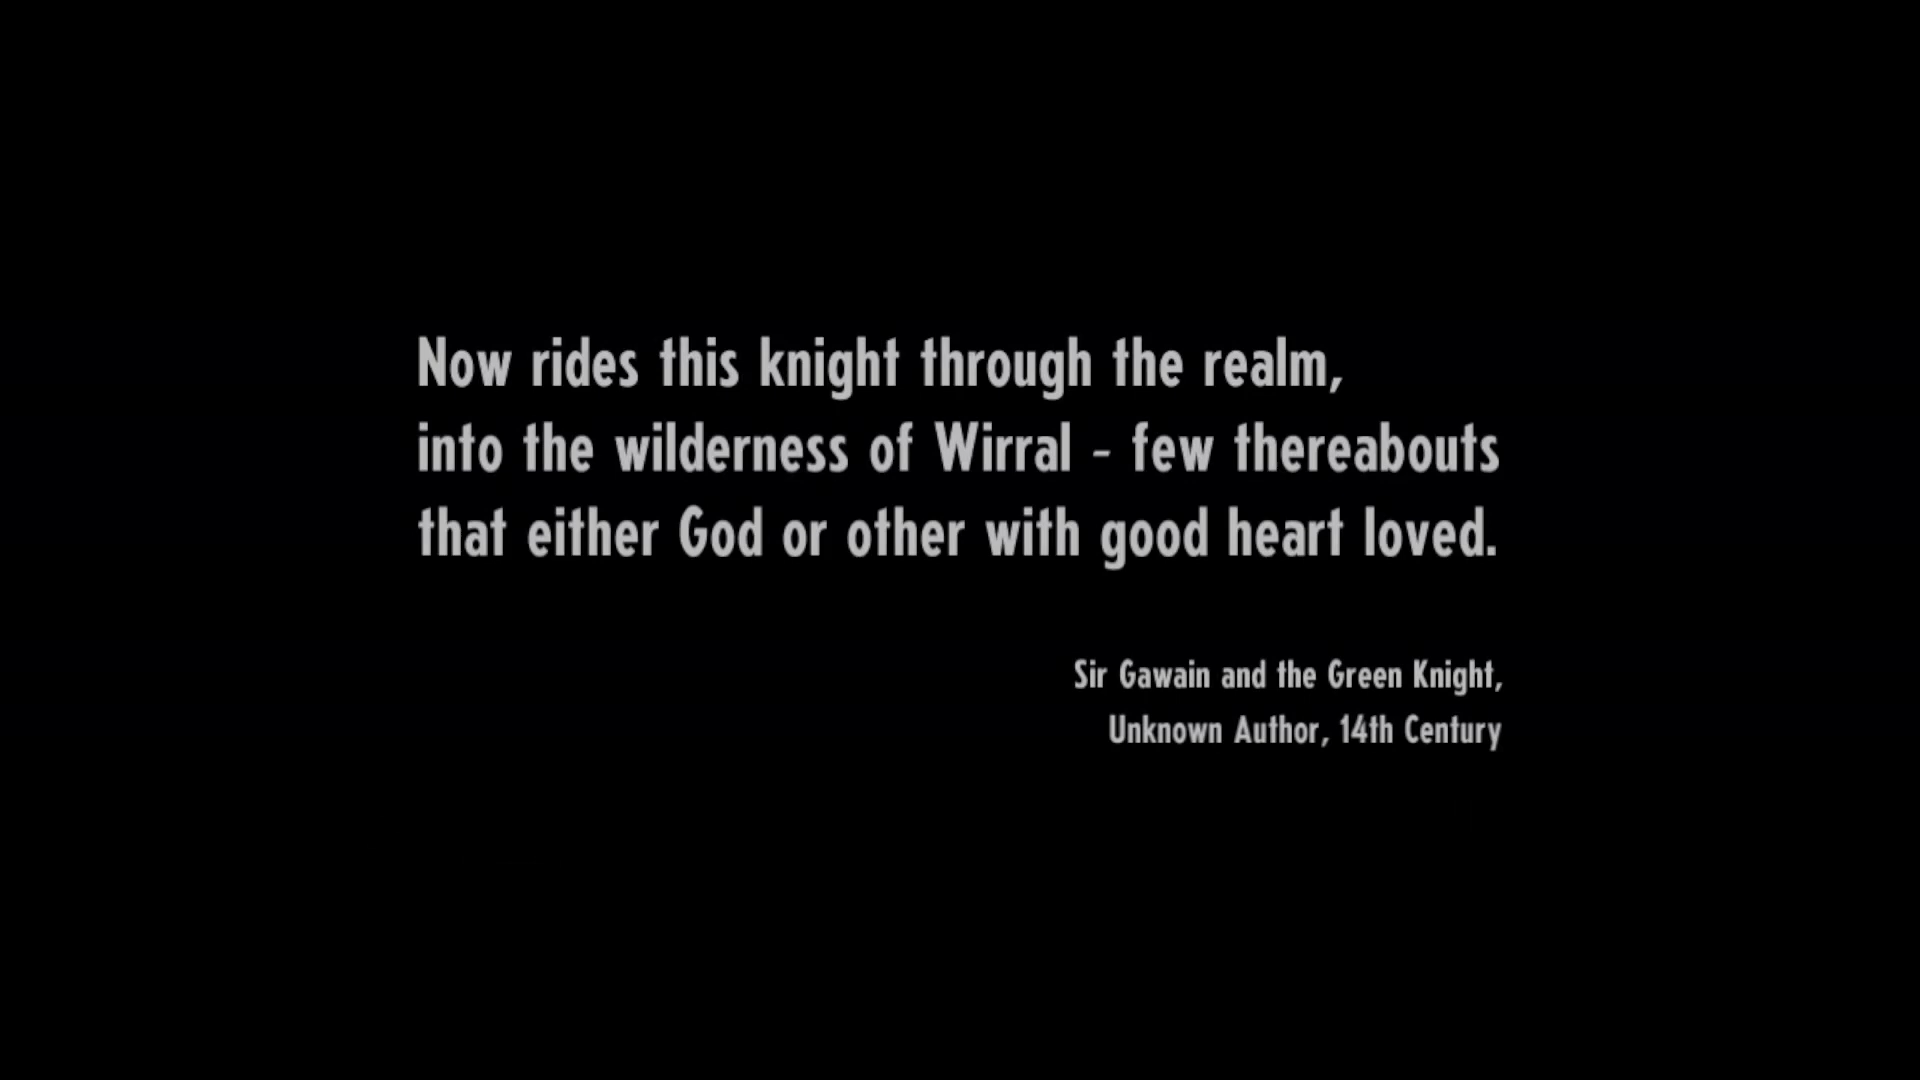 Now rides this knight through the realm,
into the wilderness of Wirral - few thereabouts
that either God or other with good heart loved.
Sir Gawain and the Green Knight,
Unknown Author, 14th Century